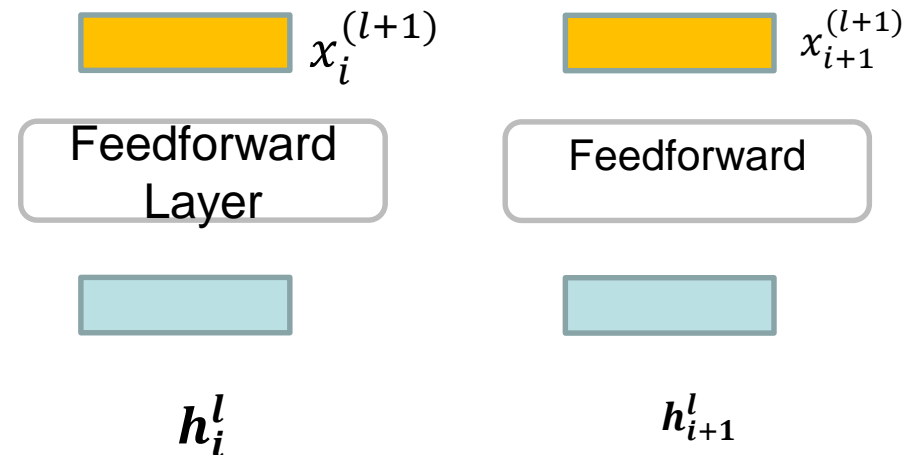 x_i^{(l+1)} x_{i+1}^{(l+1)}
Feedforward Feedforward
Layer
h_i^l h_{i+1}^l